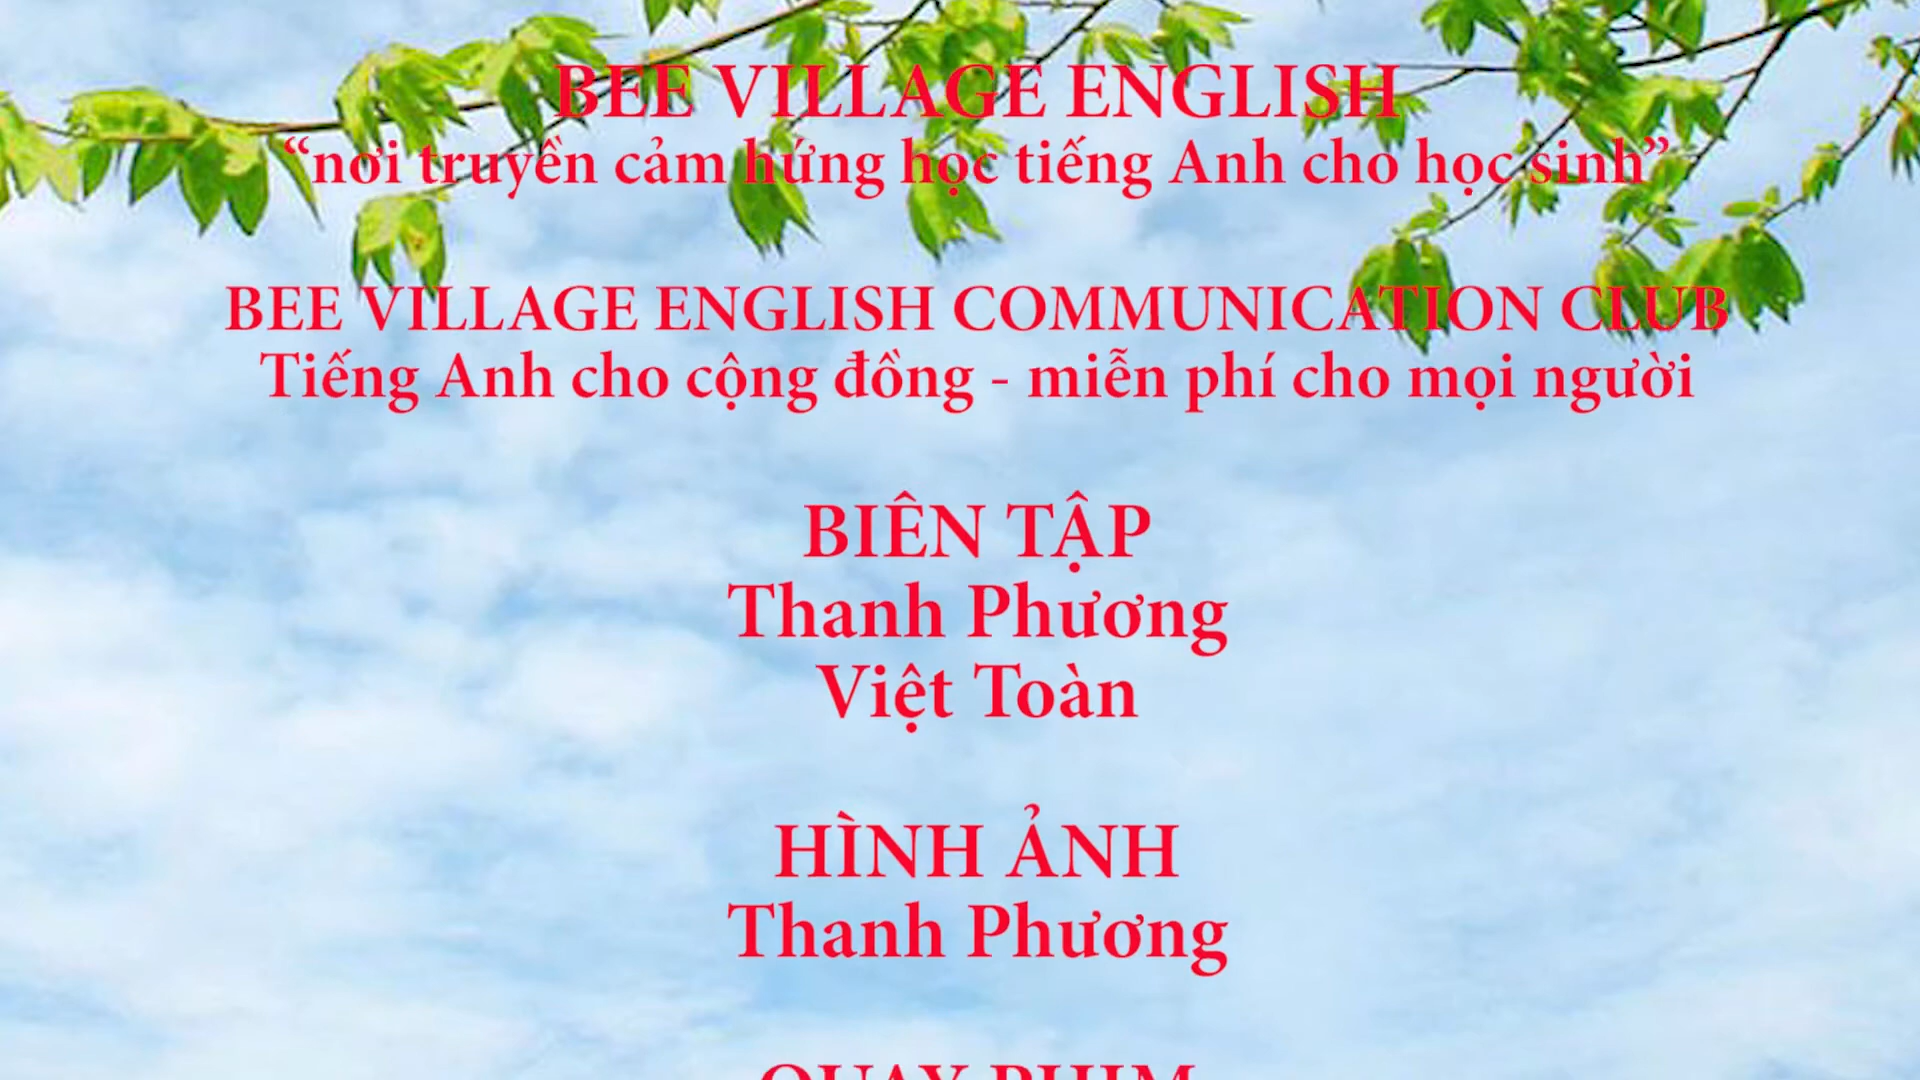 BEE VILLAGE ENGLISH
“nơi truyền cảm hứng học tiếng Anh cho học sinh”
BEE VILLAGE ENGLISH COMMUNICATION CLUB
Tiếng Anh cho cộng đồng - miễn phí cho mọi người
BIÊN TẬP
Thanh Phương
Việt Toàn
HÌNH ẢNH
Thanh Phương
QUAY PHIM